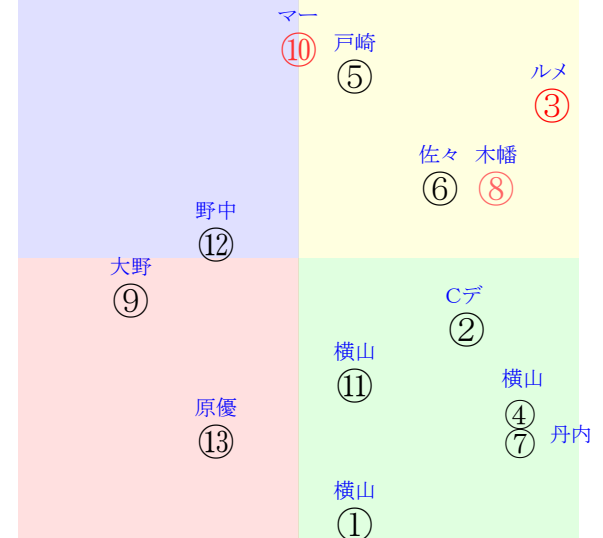 マー
⑩
戸崎
⑤
ルメ
③
佐々 木幡
⑥ ⑧
野中
⑫
大野
⑨
Cデ
②
横山
⑪
横山
④
⑦ 丹内
原優
⑬
横山
①